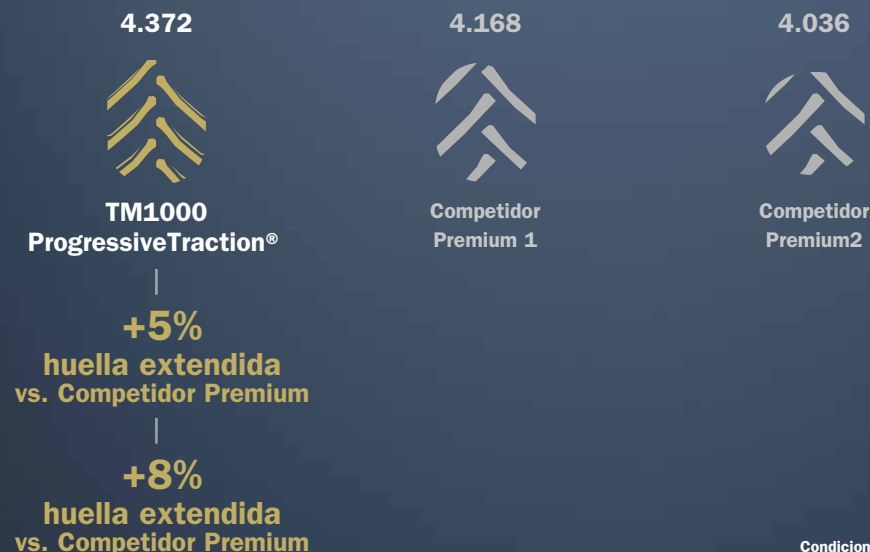 4.372
4.168
4.036
TM1000
ProgressiveTraction®
Competidor
Premium 1
Competidor
Premium2
+5%
huella extendida
vs. Competidor Premium
+8%
huella extendida
vs. Competidor Premium
Condicion